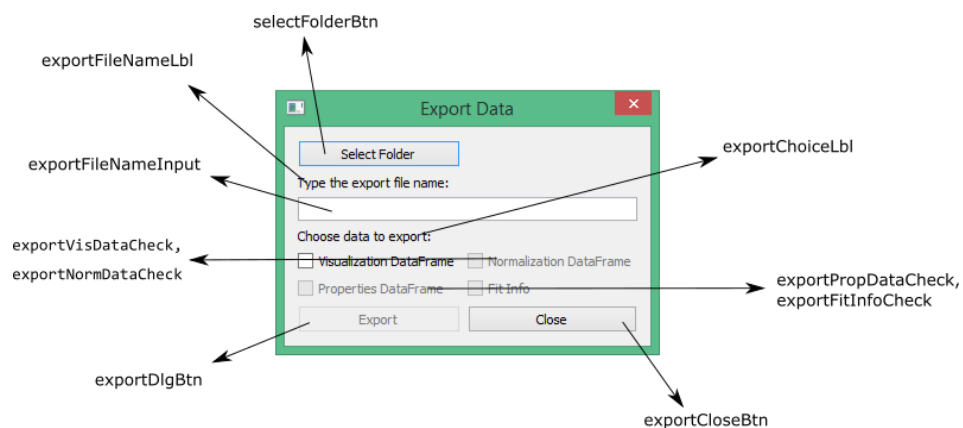 selectFolderBtn
exportFileNameLbl
Export Data
Select Folder
exportChoiceLbl
exportFileNameInput
Type the export file name:
Choose data to export:
exportVisDataCheck,
exportNormDataCheck
Visualization DataFrame
Normalization DataFrame
Properties DataFrame
Fit Info
exportPropDataCheck,
exportFitInfoCheck
Export
Close
exportDlgBtn
exportCloseBtn